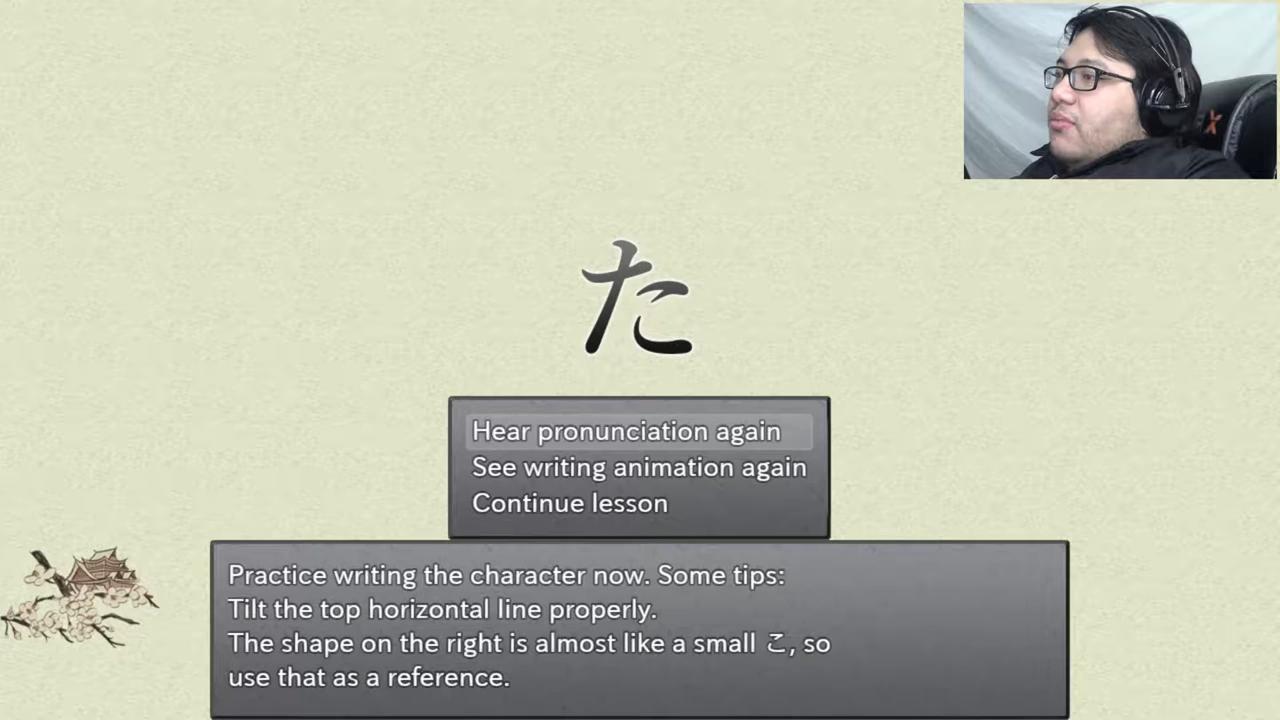 た
Hear pronunciation again
See writing animation again
Continue lesson
Practice writing the character now. Some tips:
Tilt the top horizontal line properly.
The shape on the right is almost like a small こ, so
use that as a reference.